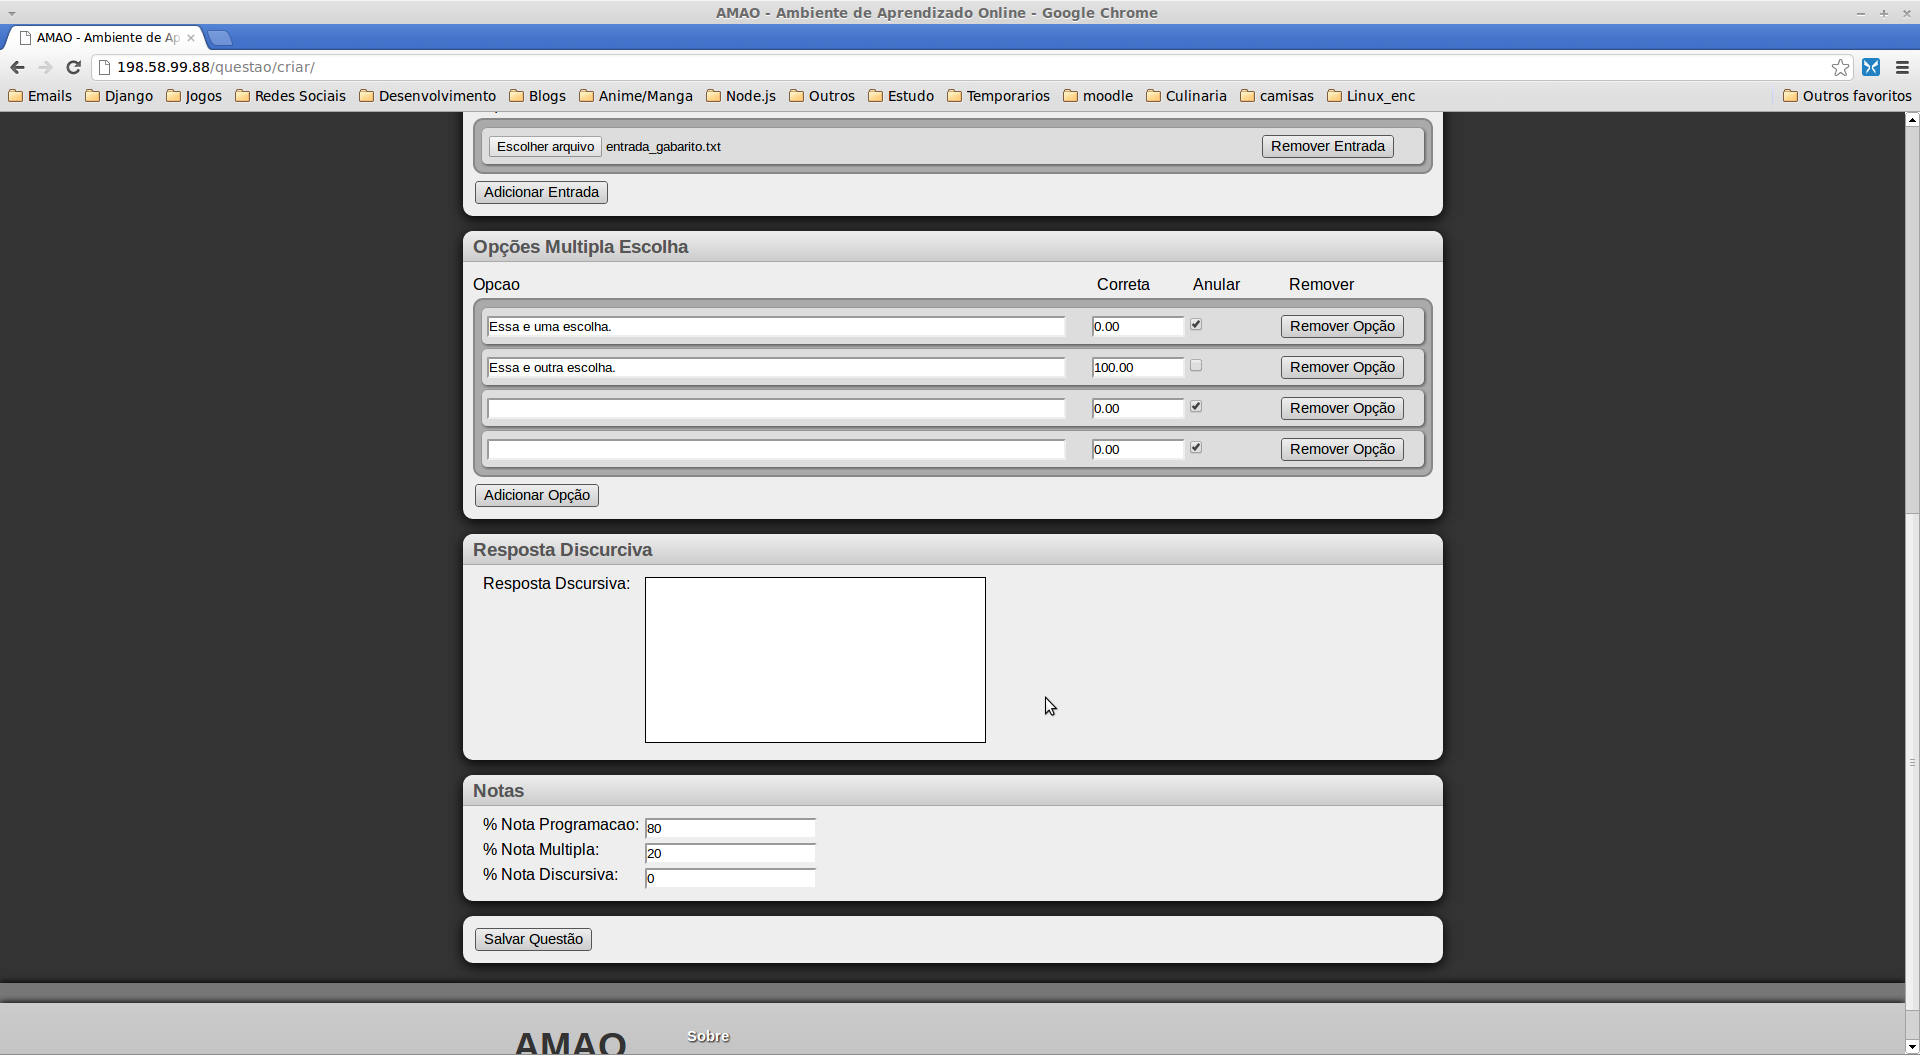 AMAO - Ambiente de Aprendizado Online - Google Chrome
AMAO - Ambiente de Ap
198.58.99.88/questao/criar/
Emails Django Jogos Redes Sociais Desenvolvimento Blogs Anime/Manga Node.js Outros Estudo Temporarios moodle Culinaria camisas Linux_enc Outros favoritos
Escolher arquivo entrada_gabarito.txt Remover Entrada
Adicionar Entrada
Opções Multipla Escolha
Opcao Correta Anular Remover
Essa e uma escolha. 0.00 Remover Opção
Essa e outra escolha. 100.00 Remover Opção
0.00 Remover Opção
0.00 Remover Opção
Adicionar Opção
Resposta Discurciva
Resposta Dscursiva:
Notas
% Nota Programacao: 80
% Nota Multipla: 20
% Nota Discursiva: 0
Salvar Questão
AMAO Sobre